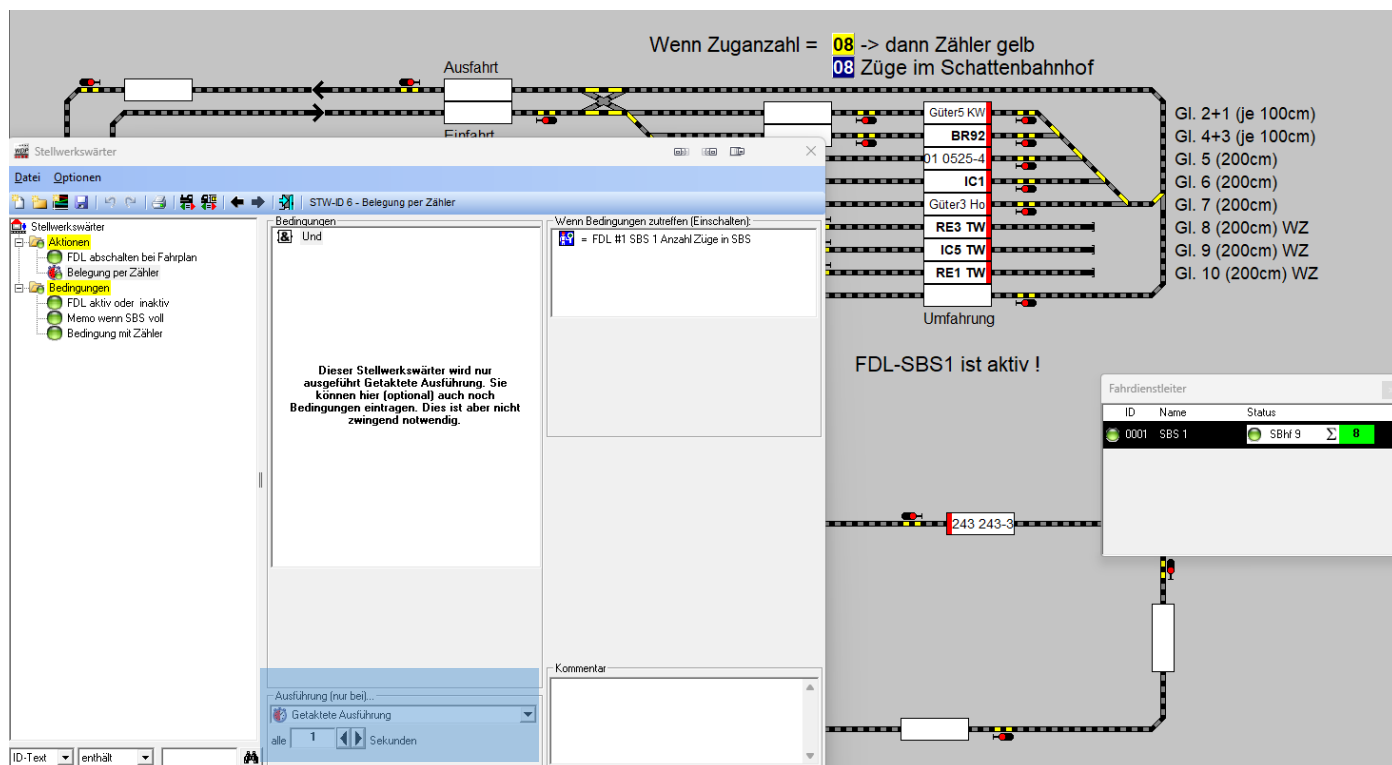 Wenn Zuganzahl = 08 -> dann Zähler gelb
08 Züge im Schattenbahnhof
Ausfahrt
Einfahrt
Güter5 KW
BR92
01 0525-4
IC1
Güter3 Ho
RE3 TW
IC5 TW
RE1 TW
Umfahrung
Gl. 2+1 (je 100cm)
Gl. 4+3 (je 100cm)
Gl. 5 (200cm)
Gl. 6 (200cm)
Gl. 7 (200cm)
Gl. 8 (200cm) WZ
Gl. 9 (200cm) WZ
Gl. 10 (200cm) WZ
FDL-SBS1 ist aktiv !
Stellwerkswärter
Datei Optionen
STW-ID 6 - Belegung per Zähler
Stellwerkswärter
Aktionen
FDL abschalten bei Fahrplan
Belegung per Zähler
Bedingungen
FDL aktiv oder inaktiv
Memo wenn SBS voll
Bedingung mit Zähler
ID-Text enthält
Bedingungen
& Und
Dieser Stellwerkswärter wird nur
ausgeführt Getaktete Ausführung. Sie
können hier (optional) auch noch
Bedingungen eintragen. Dies ist aber nicht
zwingend notwendig.
Ausführung (nur bei)...
Getaktete Ausführung
alle 1 Sekunden
Wenn Bedingungen zutreffen (Einschalten):
= FDL #1 SBS 1 Anzahl Züge in SBS
Kommentar
Fahrdienstleiter
ID Name Status
0001 SBS 1 SBhf 9 Σ 8
243 243-3